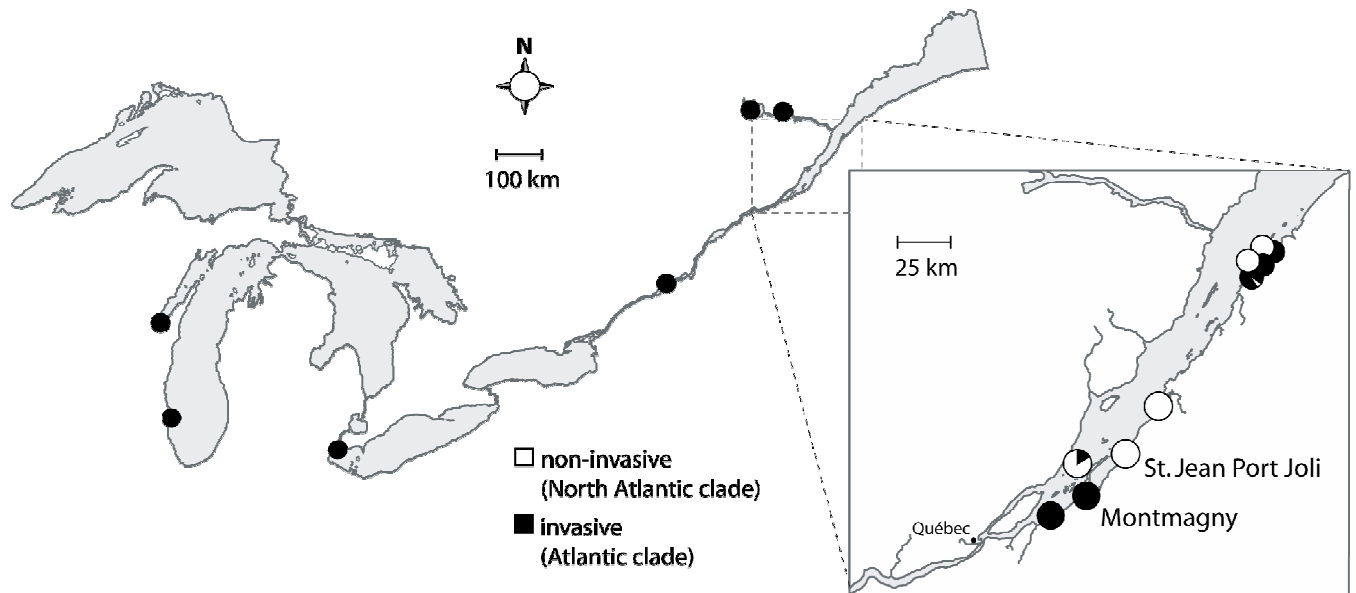 N
100 km
25 km
non-invasive
(North Atlantic clade)
invasive
(Atlantic clade)
St. Jean Port Joli
Montmagny
Québec